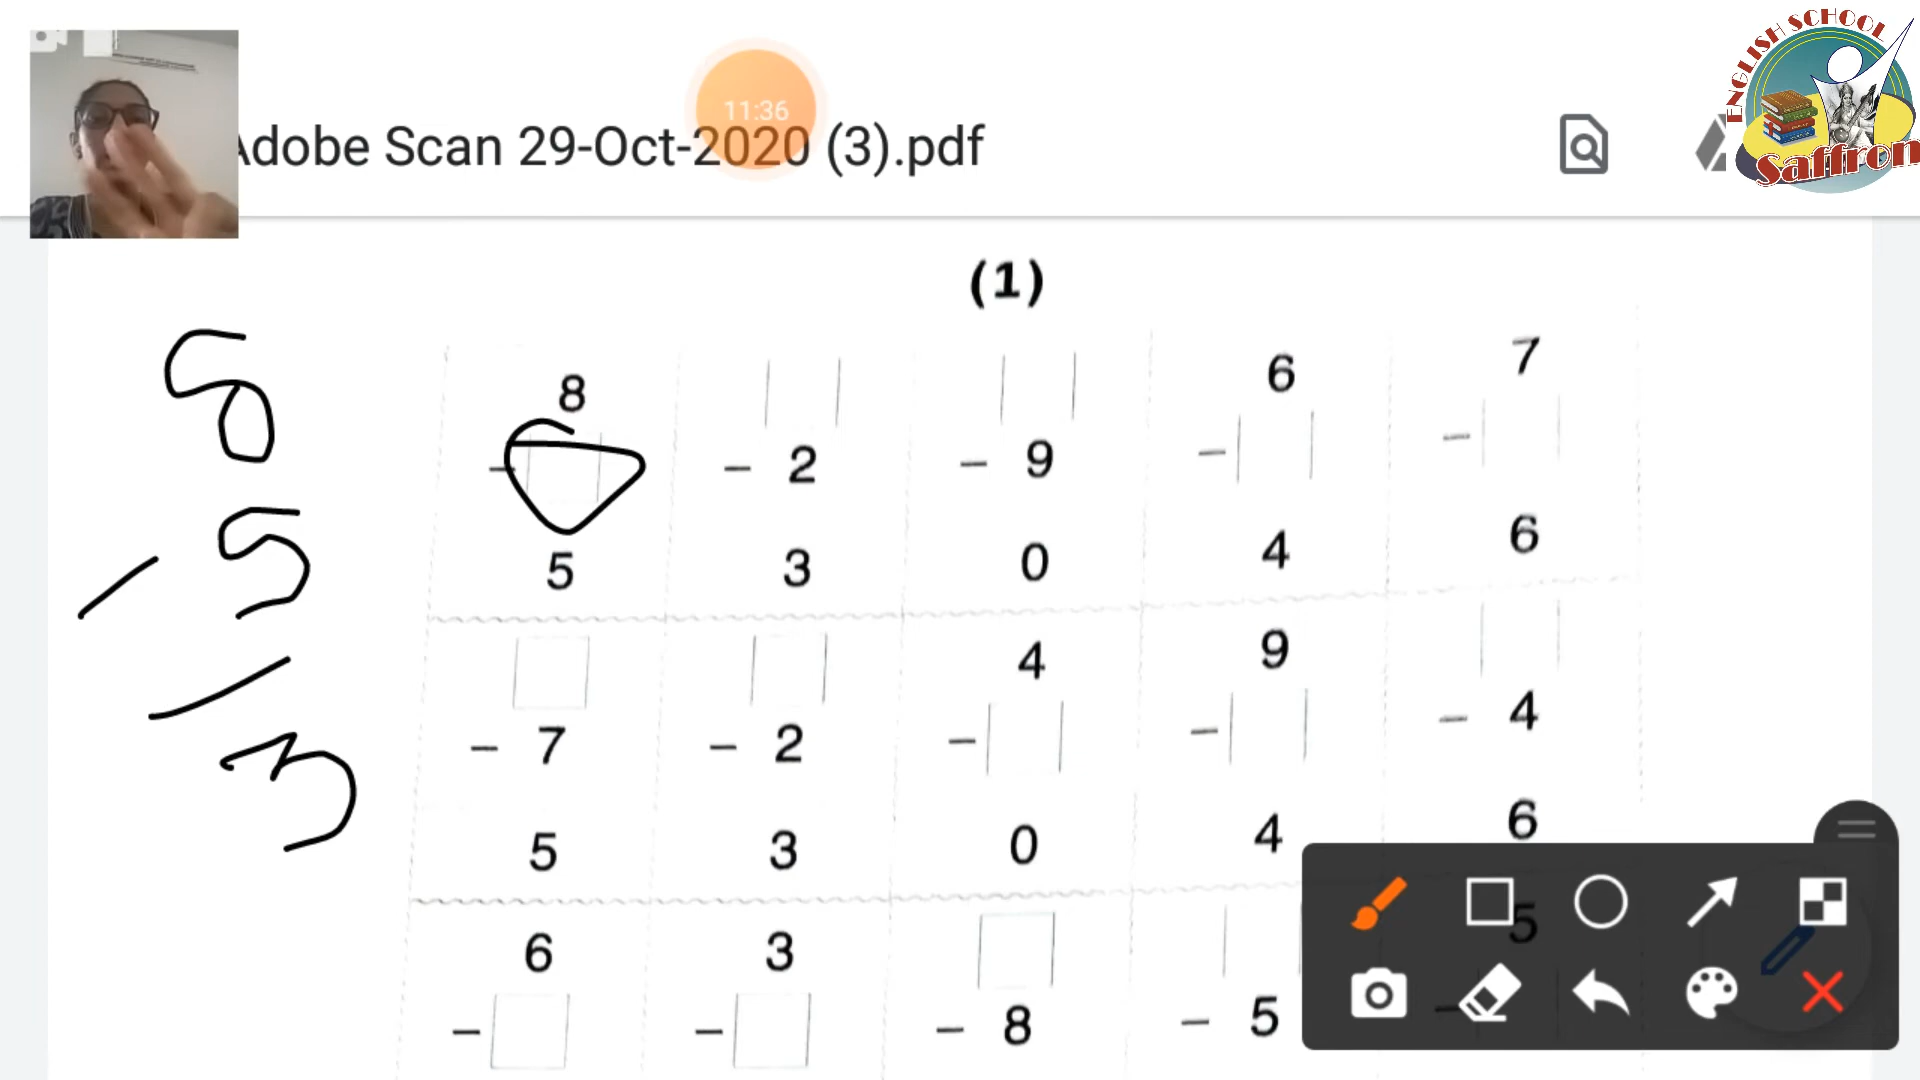 11:36
Adobe Scan 29-Oct-2020 (3).pdf
ENGLISH SCHOOL
Saffron
(1)
8 6 7
- - 2 - 9 - -
5 3 0 4 6
4 9
- 7 - 2 - - - 4
5 3 0 4 6
6 3 5
- - - 8 - 5 -
8
- 5
3